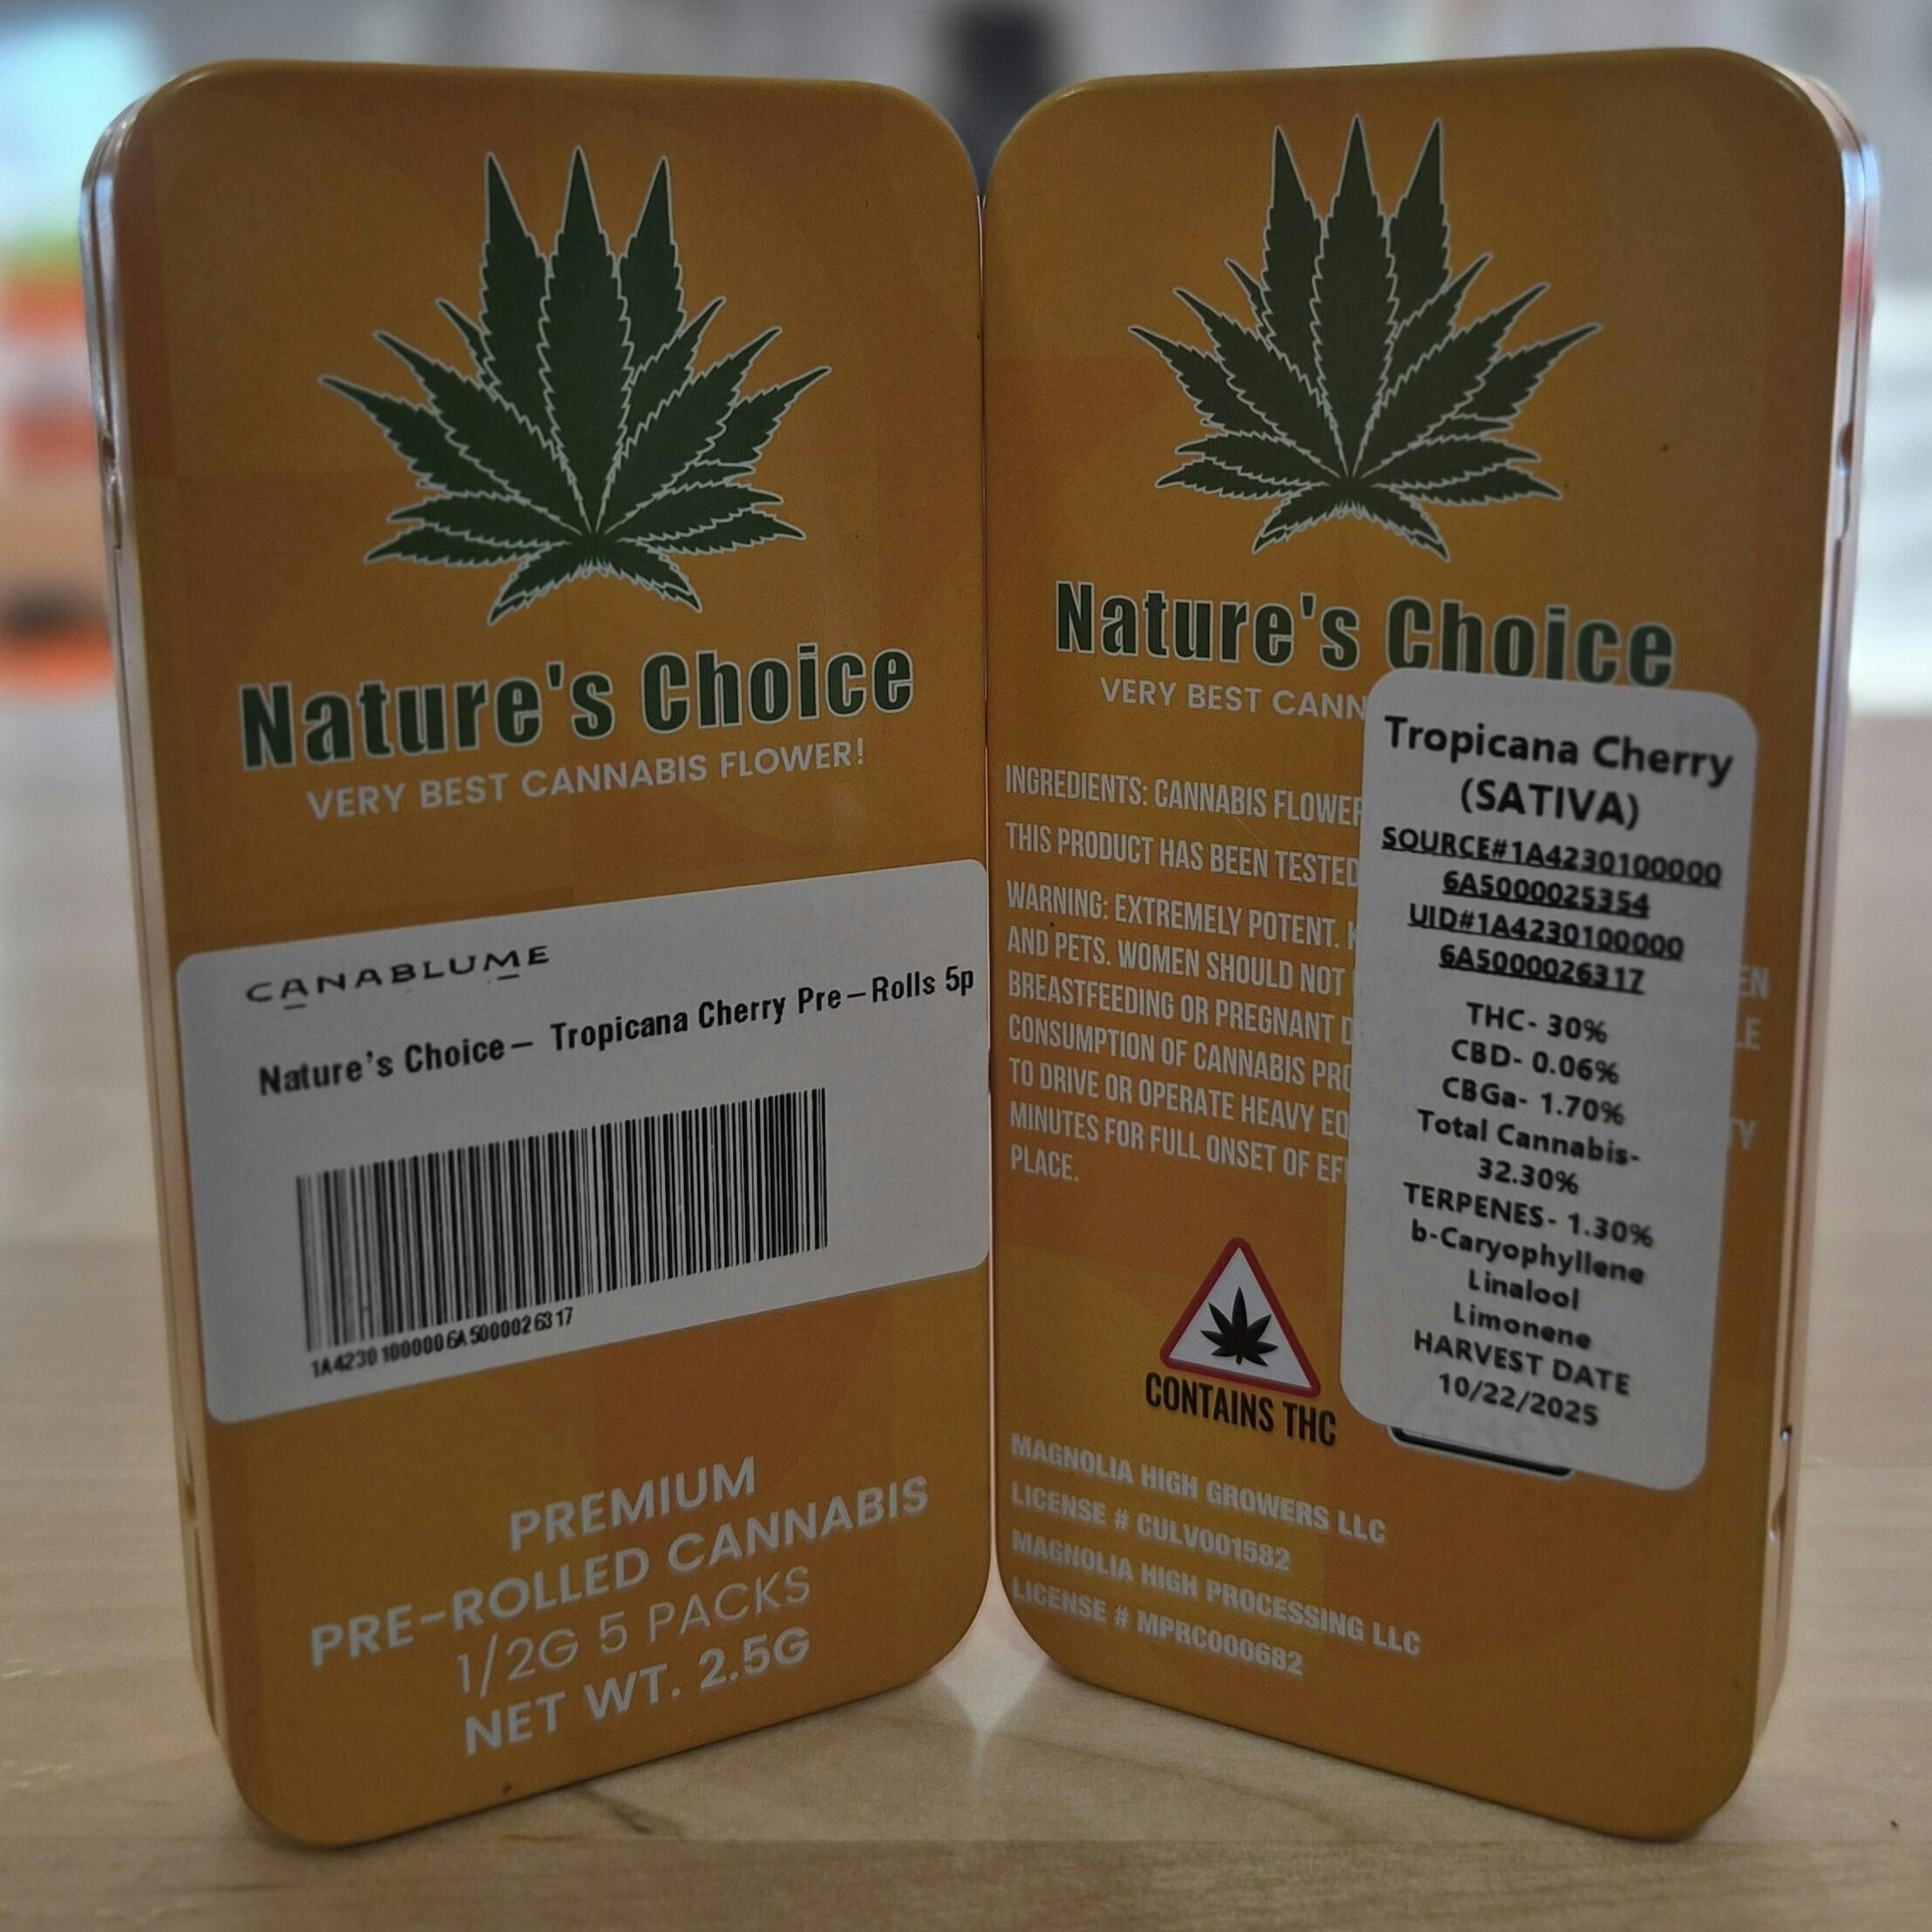 Nature's Choice
VERY BEST CANNABIS FLOWER!
CANABLUME
Nature's Choice– Tropicana Cherry Pre–Rolls 5p
1A42301000006A5000026317
PREMIUM
PRE-ROLLED CANNABIS
1/2G 5 PACKS
NET WT. 2.5G
Nature's Choice
VERY BEST CANN
INGREDIENTS: CANNABIS FLOWER
THIS PRODUCT HAS BEEN TESTED
WARNING: EXTREMELY POTENT.
AND PETS. WOMEN SHOULD NOT
BREASTFEEDING OR PREGNANT
CONSUMPTION OF CANNABIS
TO DRIVE OR OPERATE HEAVY
MINUTES FOR FULL ONSET OF
PLACE.
CONTAINS THC
MAGNOLIA HIGH GROWERS LLC
LICENSE # CULV001582
MAGNOLIA HIGH PROCESSING LLC
LICENSE # MPRC000682
Tropicana Cherry
(SATIVA)
SOURCE#1A4230100000
6A5000025354
UID#1A4230100000
6A5000026317
THC- 30%
CBD- 0.06%
CBGa- 1.70%
Total Cannabis-
32.30%
TERPENES- 1.30%
b-Caryophyllene
Linalool
Limonene
HARVEST DATE
10/22/2025